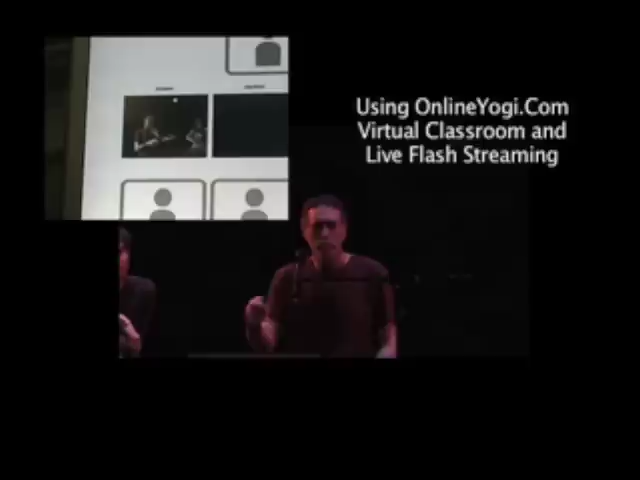 Using OnlineYogi.Com
Virtual Classroom and
Live Flash Streaming